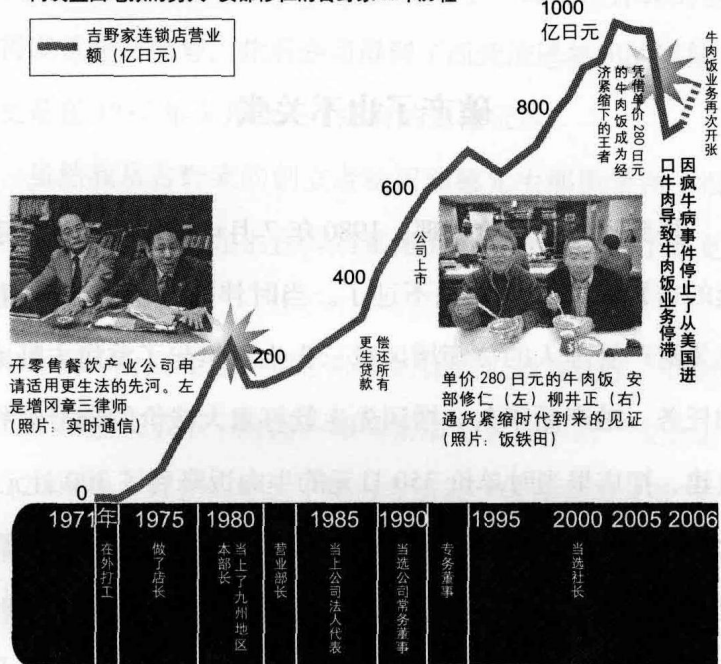 吉野家连锁店营业
额（亿日元）
1000
亿日元
牛肉饭业务再次开张
凭借单价280日元
的牛肉饭成为经
济紧缩下的王者
800
因疯牛病事件停止了从美国进
口牛肉导致牛肉饭业务停滞
600
公司上市
400
偿还所有
更生贷款
200
0
开零售餐饮产业公司申
请适用更生法的先河。左
是增冈章三律师
（照片：实时通信）
单价280日元的牛肉饭 安
部修仁（左）柳井正（右）
通货紧缩时代到来的见证
（照片：饭铁田）
1971年 1975 1980 1985 1990 1995 2000 2005 2006
在外打工
做了店长
当上了九州地区
本部长
营业部长
当上公司法人代表
当选公司常务董事
专务董事
当选社长